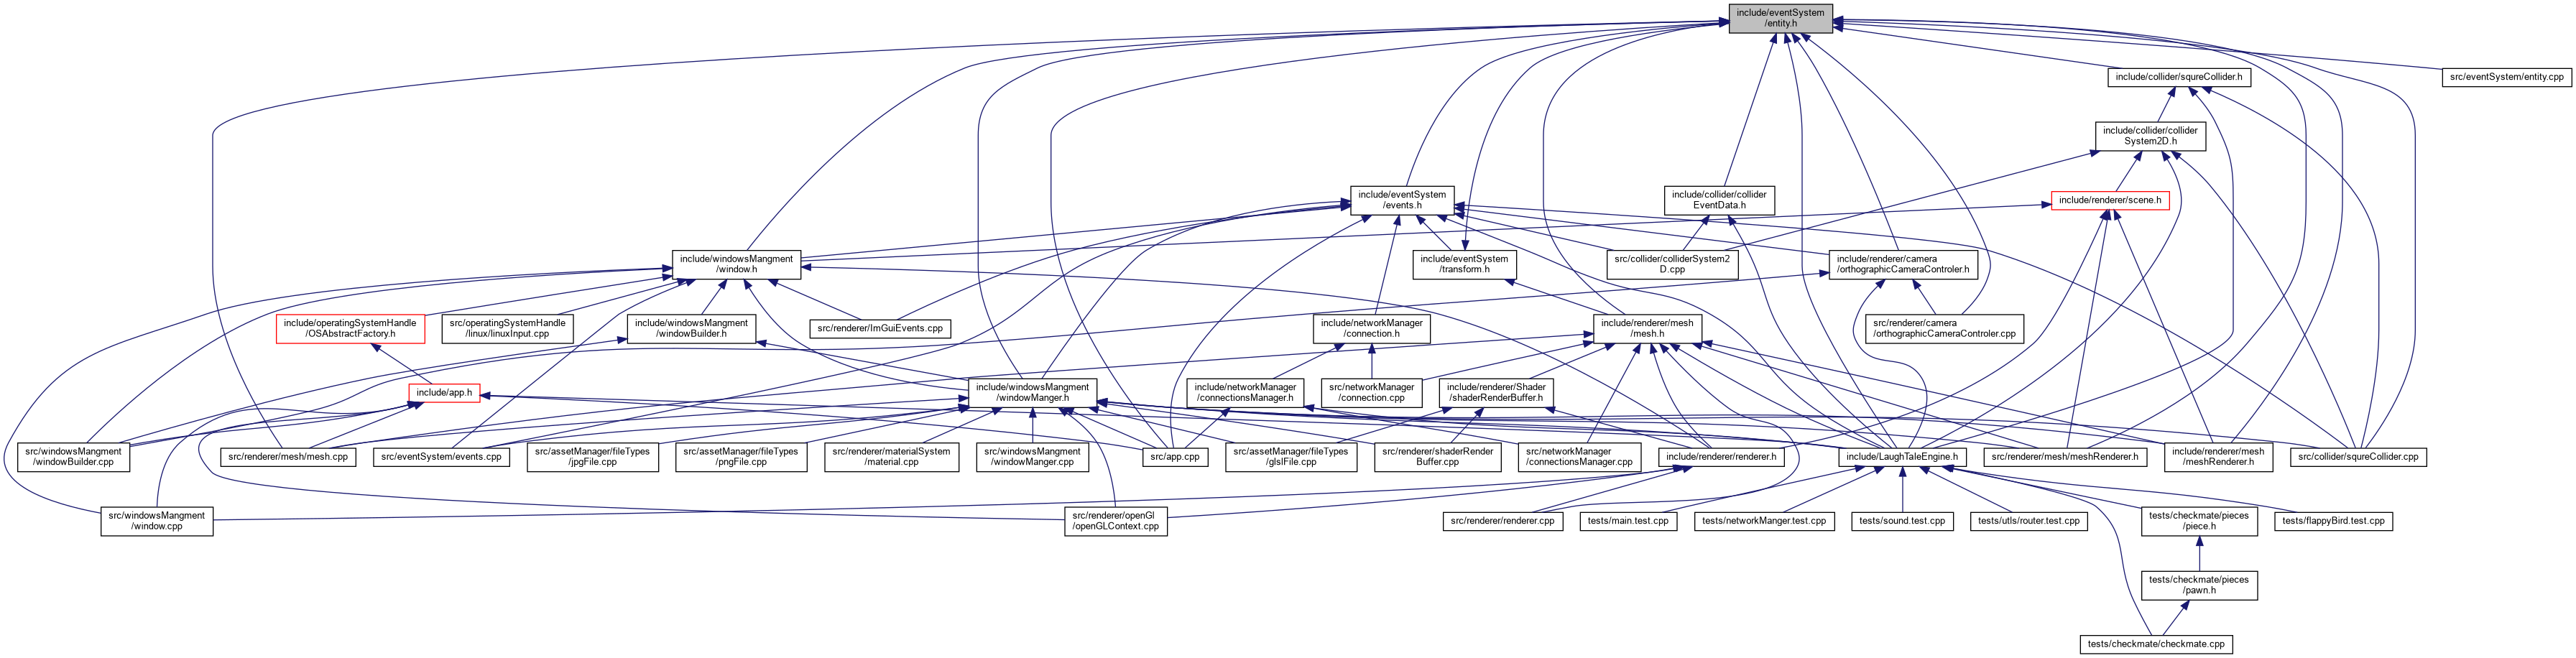 include/eventSystem
/entity.h
include/collider/squreCollider.h
src/eventSystem/entity.cpp
include/collider/collider
System2D.h
include/eventSystem
/events.h
include/collider/collider
EventData.h
include/renderer/scene.h
include/windowsMangment
/window.h
include/eventSystem
/transform.h
src/collider/colliderSystem2
D.cpp
include/renderer/camera
/orthographicCameraControler.h
include/operatingSystemHandle
/OSAbstractFactory.h
src/operatingSystemHandle
/linux/linuxInput.cpp
include/windowsMangment
/windowBuilder.h
src/renderer/ImGuiEvents.cpp
include/networkManager
/connection.h
include/renderer/mesh
/mesh.h
src/renderer/camera
/orthographicCameraControler.cpp
include/app.h
include/windowsMangment
/windowManger.h
include/networkManager
/connectionsManager.h
src/networkManager
/connection.cpp
include/renderer/Shader
/shaderRenderBuffer.h
src/windowsMangment
/windowBuilder.cpp
src/renderer/mesh/mesh.cpp
src/eventSystem/events.cpp
src/assetManager/fileTypes
/jpgFile.cpp
src/assetManager/fileTypes
/pngFile.cpp
src/renderer/materialSystem
/material.cpp
src/windowsMangment
/windowManger.cpp
src/app.cpp
src/assetManager/fileTypes
/glslFile.cpp
src/renderer/shaderRender
Buffer.cpp
src/networkManager
/connectionsManager.cpp
include/renderer/renderer.h
include/LaughTaleEngine.h
src/renderer/mesh/meshRenderer.h
include/renderer/mesh
/meshRenderer.h
src/collider/squreCollider.cpp
src/windowsMangment
/window.cpp
src/renderer/openGl
/openGLContext.cpp
src/renderer/renderer.cpp
tests/main.test.cpp
tests/networkManger.test.cpp
tests/sound.test.cpp
tests/utls/router.test.cpp
tests/checkmate/pieces
/piece.h
tests/flappyBird.test.cpp
tests/checkmate/pieces
/pawn.h
tests/checkmate/checkmate.cpp